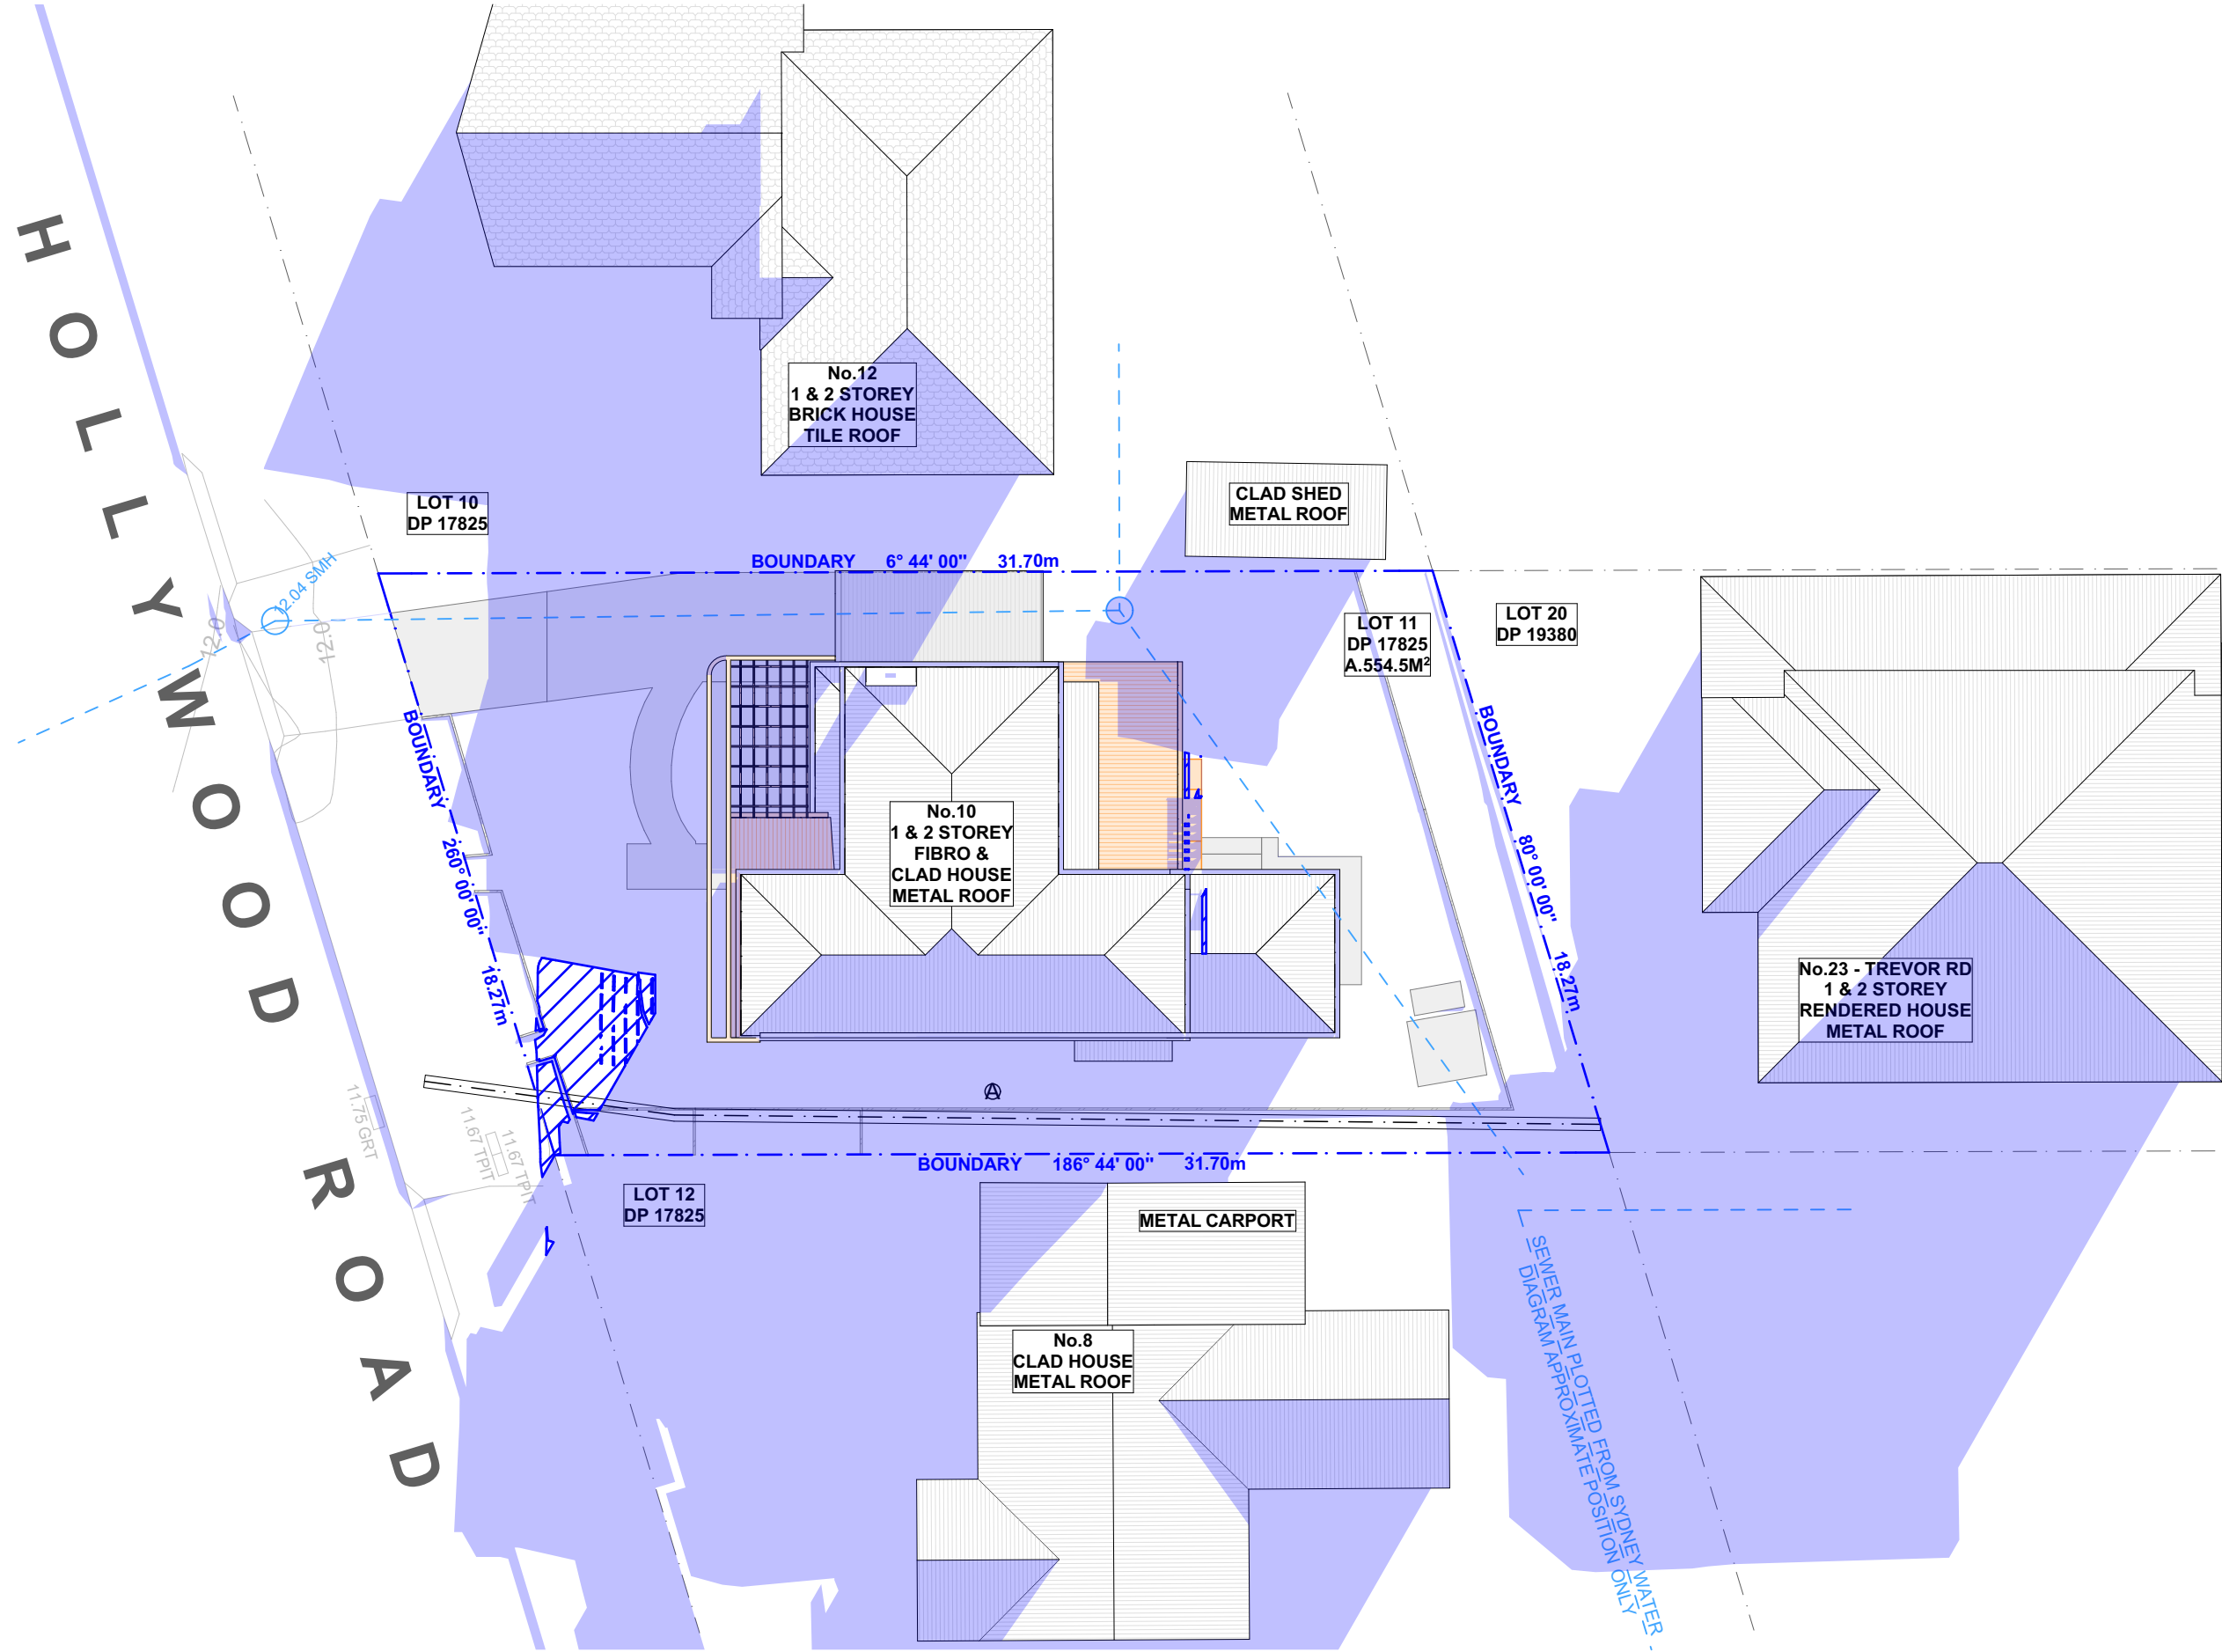 HOLLYWOOD ROAD
No.12
1 & 2 STOREY
BRICK HOUSE
TILE ROOF
LOT 10
DP 17825
CLAD SHED
METAL ROOF
BOUNDARY 6° 44' 00" 31.70m
12.04 SMH
12.0
12.0
LOT 11
DP 17825
A.554.5M²
LOT 20
DP 19380
BOUNDARY 260° 00' 00" 18.27m
BOUNDARY 80° 00' 00" 18.27m
No.10
1 & 2 STOREY
FIBRO &
CLAD HOUSE
METAL ROOF
No.23 - TREVOR RD
1 & 2 STOREY
RENDERED HOUSE
METAL ROOF
A
11.75 GRT
11.67 TPIT
11.67 TPIT
BOUNDARY 186° 44' 00" 31.70m
LOT 12
DP 17825
METAL CARPORT
No.8
CLAD HOUSE
METAL ROOF
SEWER MAIN PLOTTED FROM SYDNEY WATER
DIAGRAM APPROXIMATE POSITION ONLY